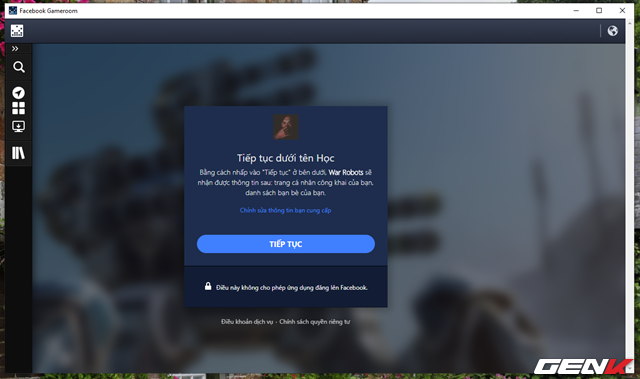 Facebook Gameroom
Tiếp tục dưới tên Học
Bằng cách nhấp vào "Tiếp tục" ở bên dưới, War Robots sẽ
nhận được thông tin sau: trang cá nhân công khai của bạn,
danh sách bạn bè của bạn.
Chỉnh sửa thông tin bạn cung cấp
TIẾP TỤC
Điều này không cho phép ứng dụng đăng lên Facebook.
Điều khoản dịch vụ - Chính sách quyền riêng tư
GENK